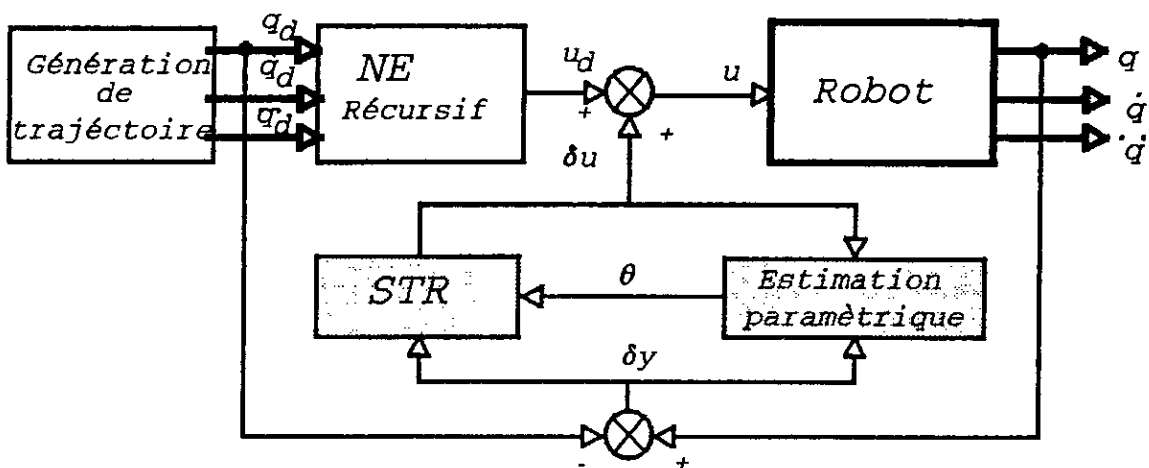 Génération
de
trajéctoire
q_d
q̇_d
q̈_d
NE
Récursif
u_d
+
+
u
Robot
q
q̇
q̈
δu
STR
θ
Estimation
paramètrique
δy
-
+